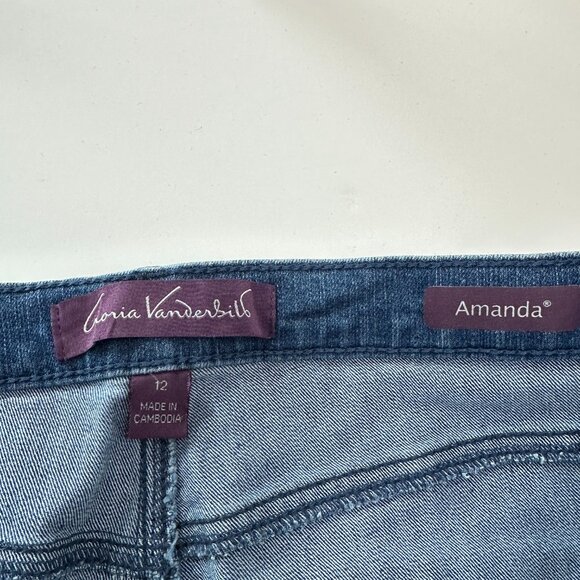 Gloria Vanderbilt
Amanda®
12
MADE IN
CAMBODIA